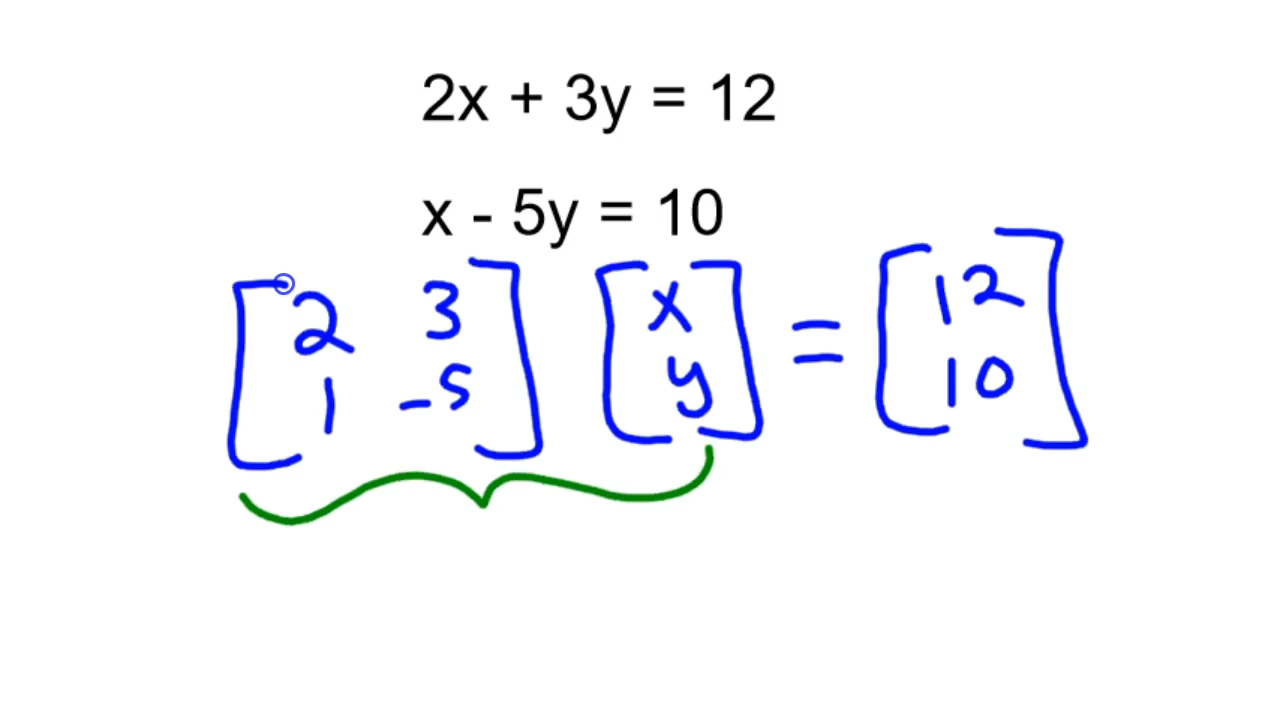 2x + 3y = 12
x - 5y = 10
[2 3] [x] = [12]
[1 -5] [y] [10]